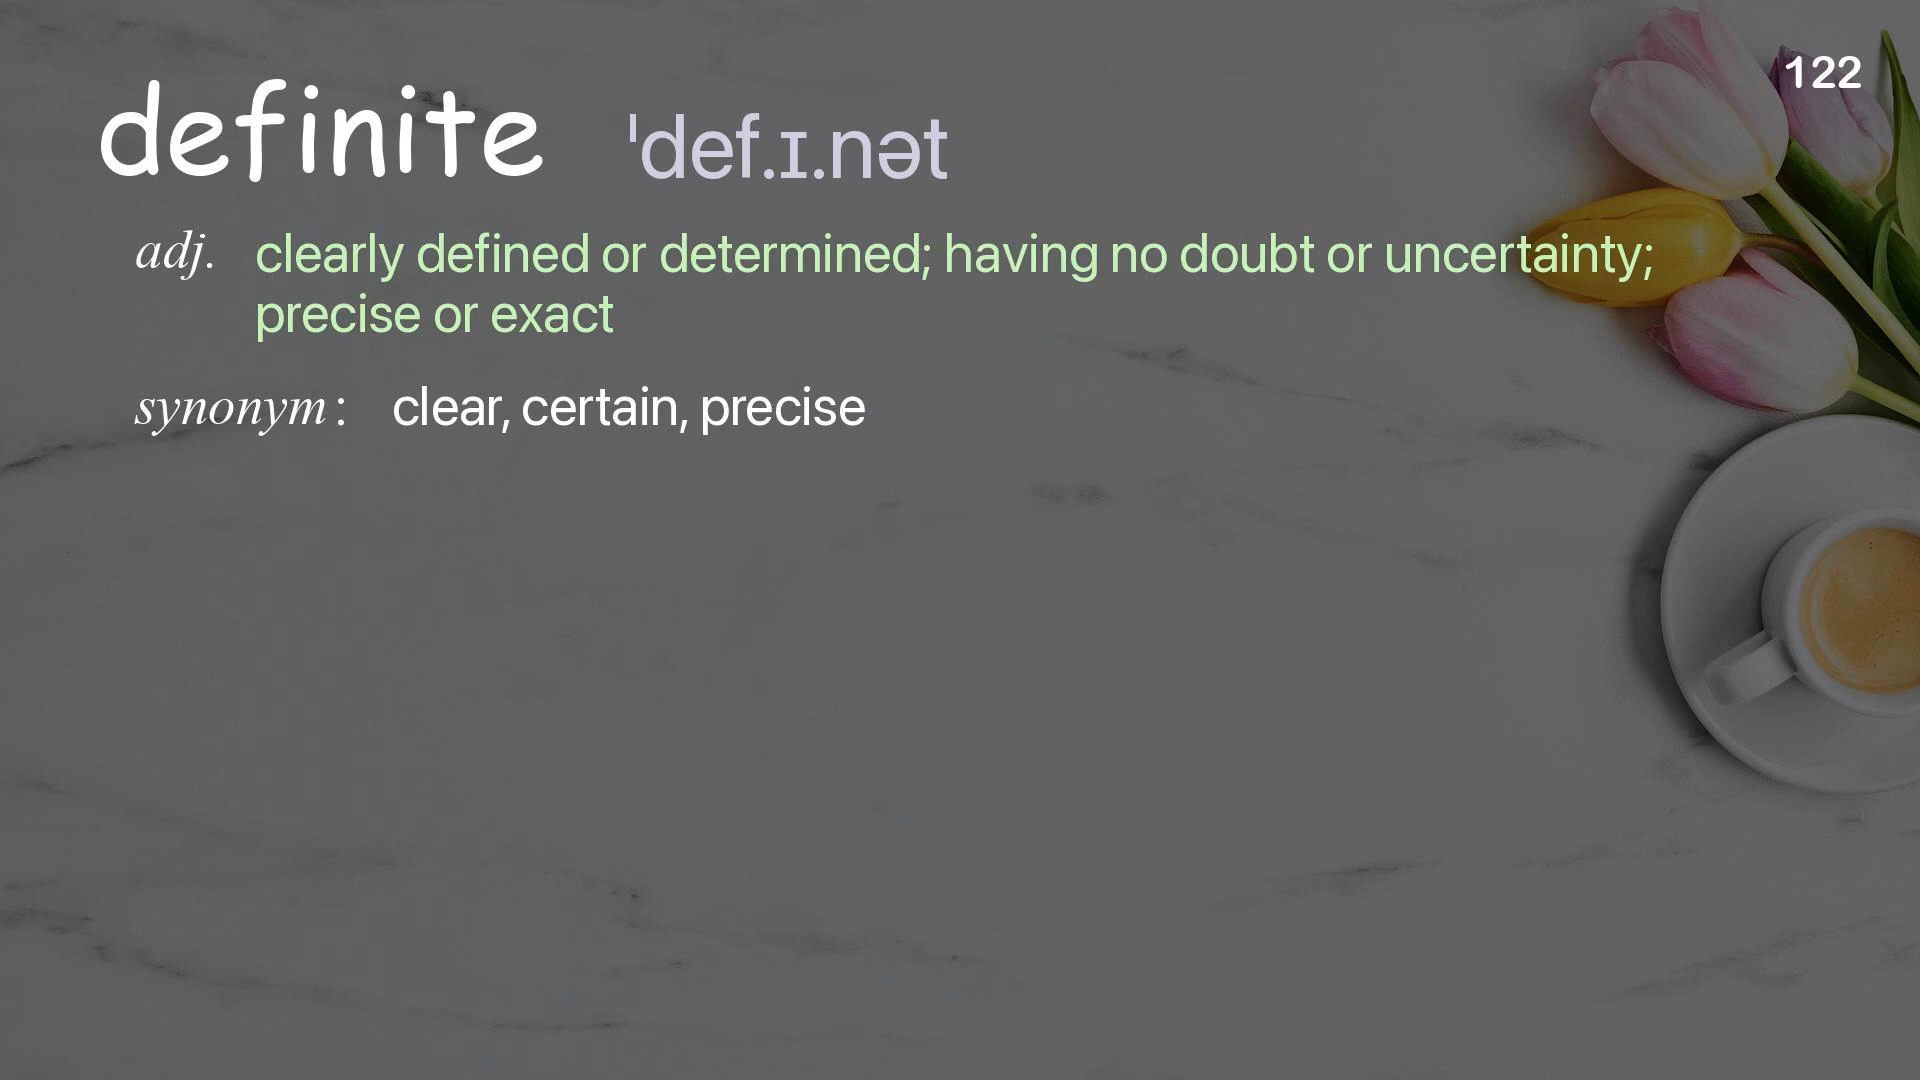 122
definite ˈdef.ɪ.nət
adj. clearly defined or determined; having no doubt or uncertainty;
precise or exact
synonym: clear, certain, precise